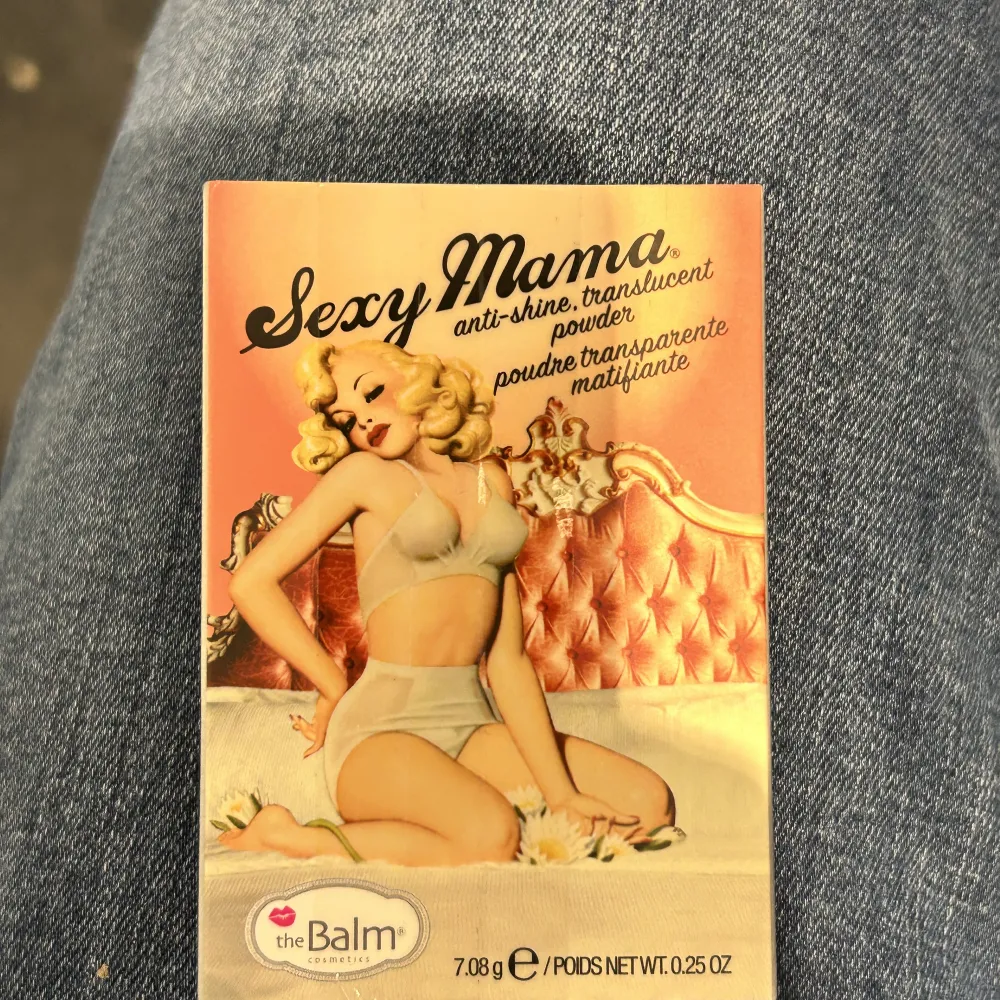 Sexy Mama®
anti-shine, translucent
powder
poudre transparente
matifiante
the Balm®
cosmetics
7.08 g e / POIDS NET WT. 0.25 OZ